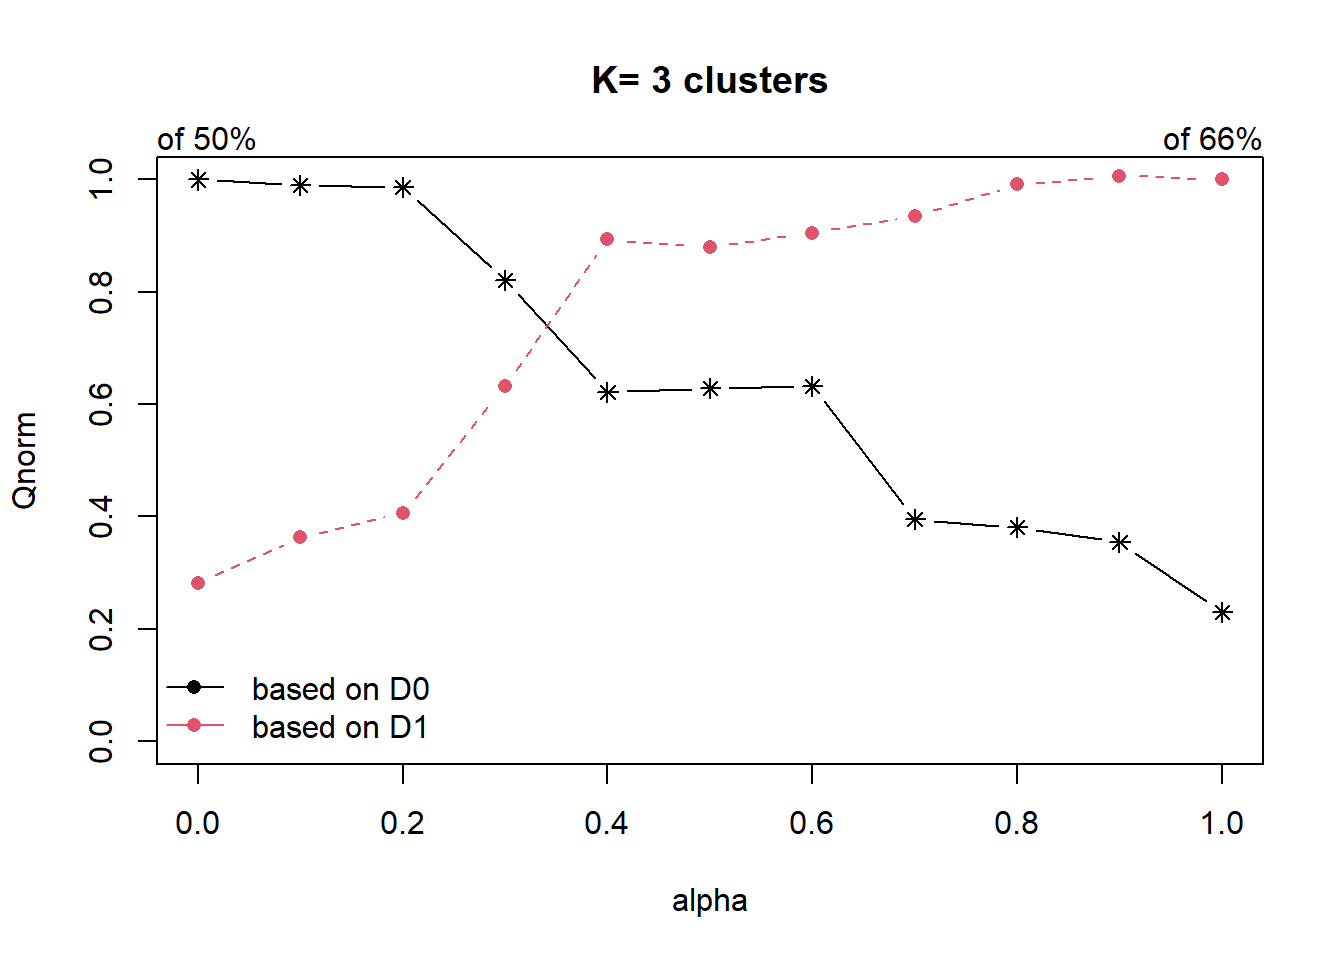 K= 3 clusters
of 50%
of 66%
Qnorm
1.0
0.8
0.6
0.4
0.2
0.0
based on D0
based on D1
0.0 0.2 0.4 0.6 0.8 1.0
alpha